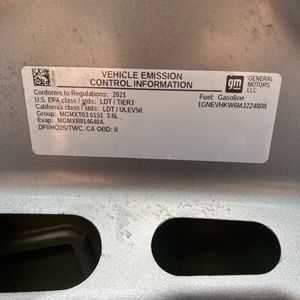 VEHICLE EMISSION
CONTROL INFORMATION
gm
GENERAL
MOTORS
LLC
Conforms to Regulations: 2021
U.S. EPA class / stds: LDT / TIER3
California class / stds: LDT / ULEV50
Group: MGMXT03.6151 3.6L
Evap: MGMXR014640A
DFI/HO2S/TWC, CA OBD: II
Fuel: Gasoline
1GNEVHKW6MJ224808